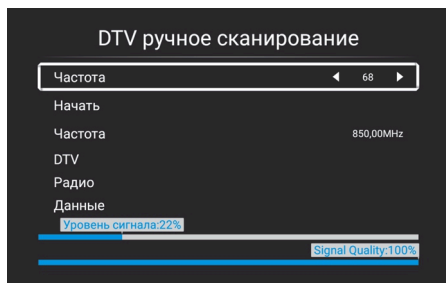 DTV ручное сканирование
Частота 68
Начать
Частота 850,00MHz
DTV
Радио
Данные
Уровень сигнала:22%
Signal Quality:100%